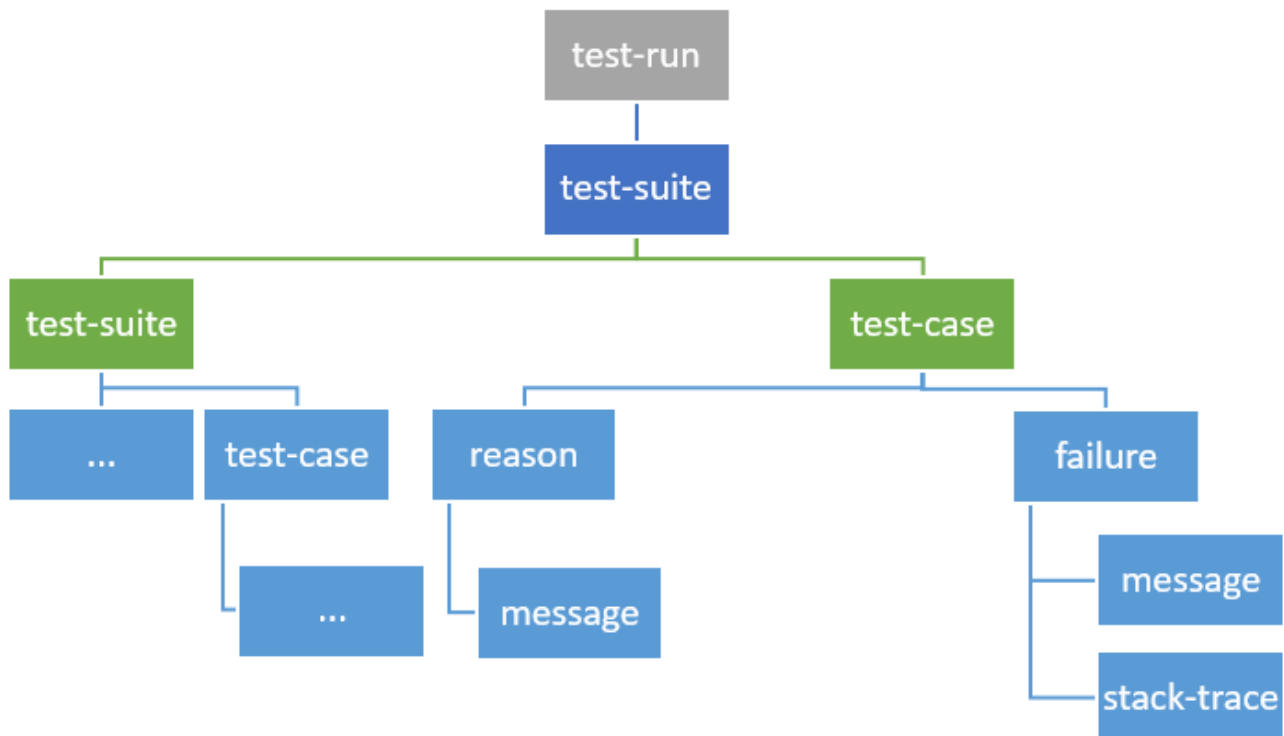 test-run
test-suite
test-suite
test-case
...
test-case
reason
failure
...
message
message
stack-trace